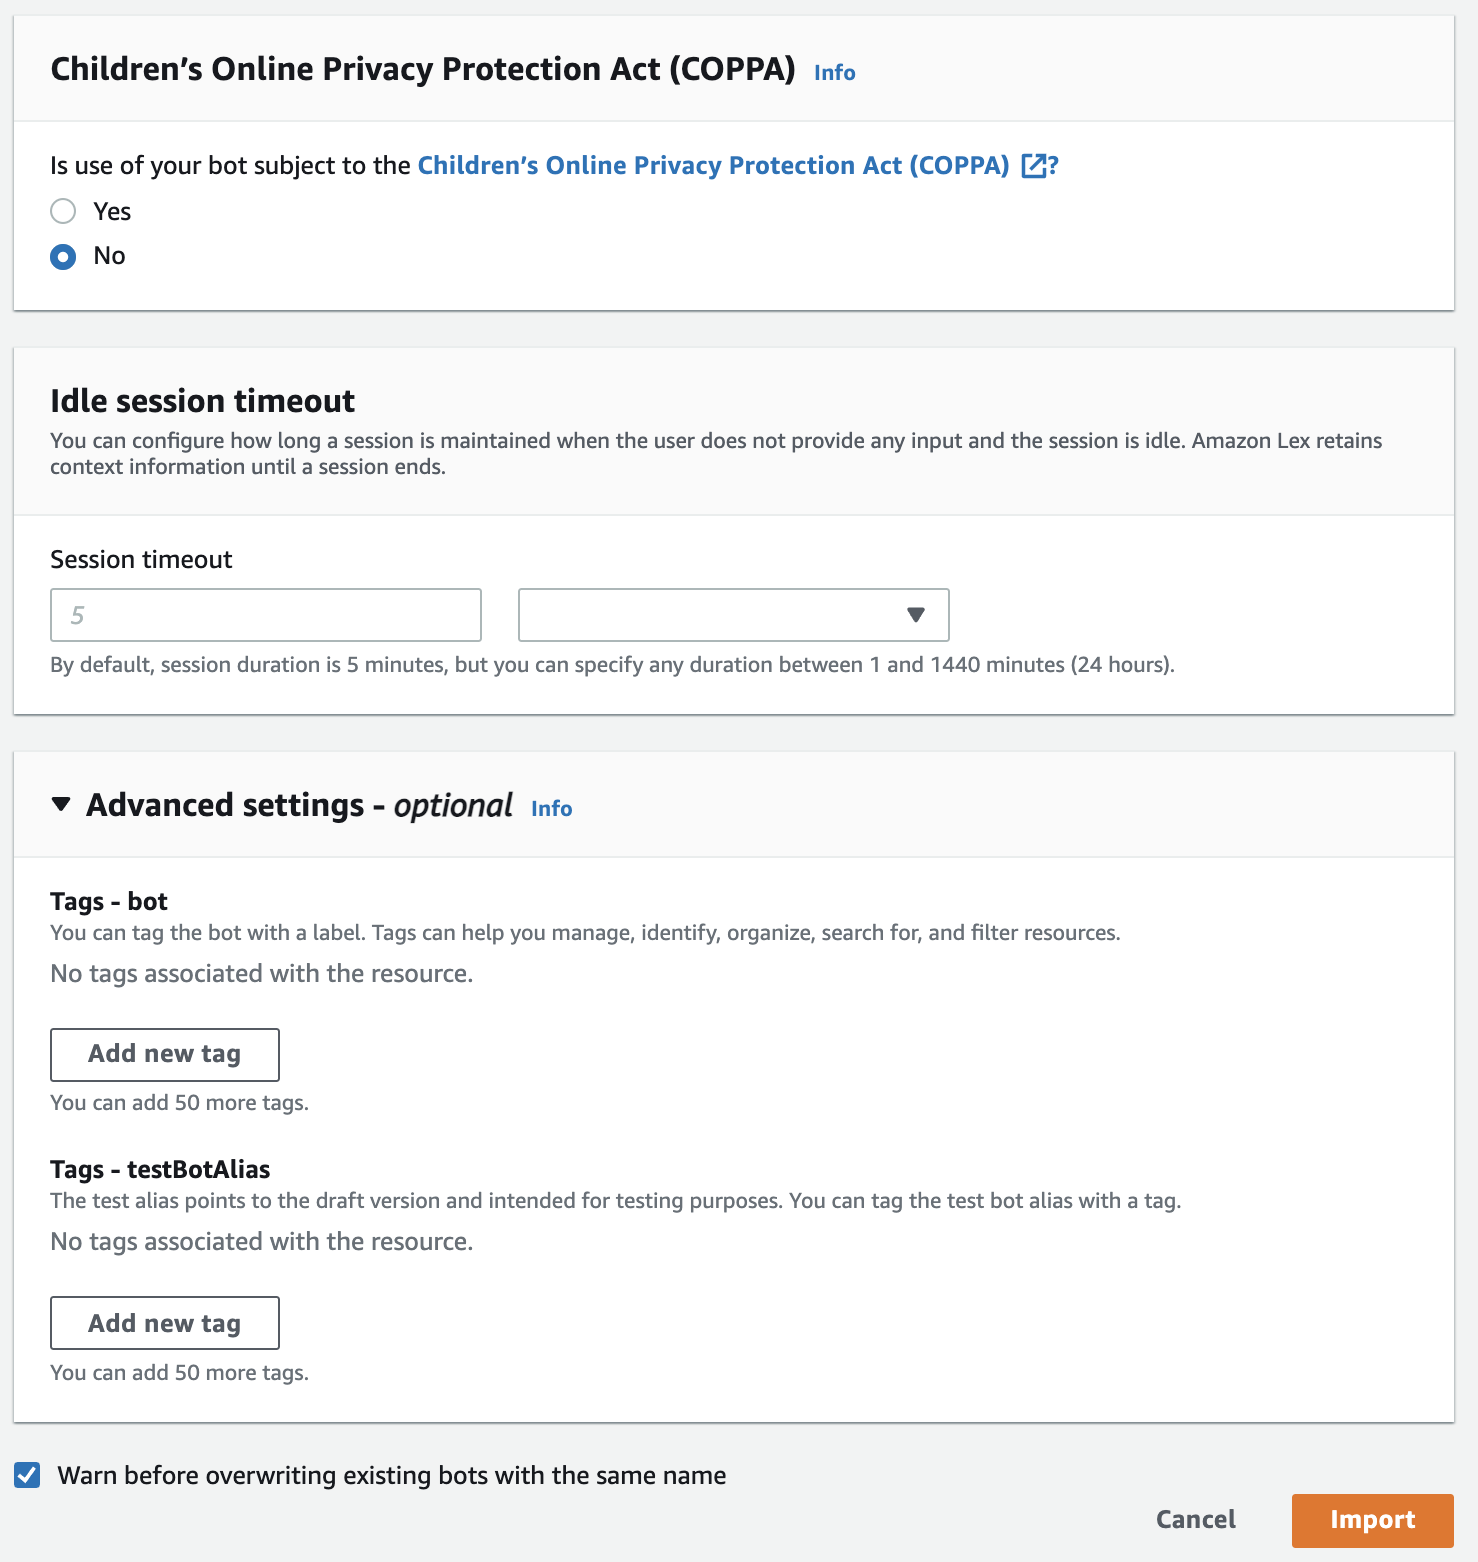 Children's Online Privacy Protection Act (COPPA) Info
Is use of your bot subject to the Children's Online Privacy Protection Act (COPPA) ?
Yes
No
Idle session timeout
You can configure how long a session is maintained when the user does not provide any input and the session is idle. Amazon Lex retains
context information until a session ends.
Session timeout
5
By default, session duration is 5 minutes, but you can specify any duration between 1 and 1440 minutes (24 hours).
Advanced settings - optional Info
Tags - bot
You can tag the bot with a label. Tags can help you manage, identify, organize, search for, and filter resources.
No tags associated with the resource.
Add new tag
You can add 50 more tags.
Tags - testBotAlias
The test alias points to the draft version and intended for testing purposes. You can tag the test bot alias with a tag.
No tags associated with the resource.
Add new tag
You can add 50 more tags.
Warn before overwriting existing bots with the same name
Cancel Import